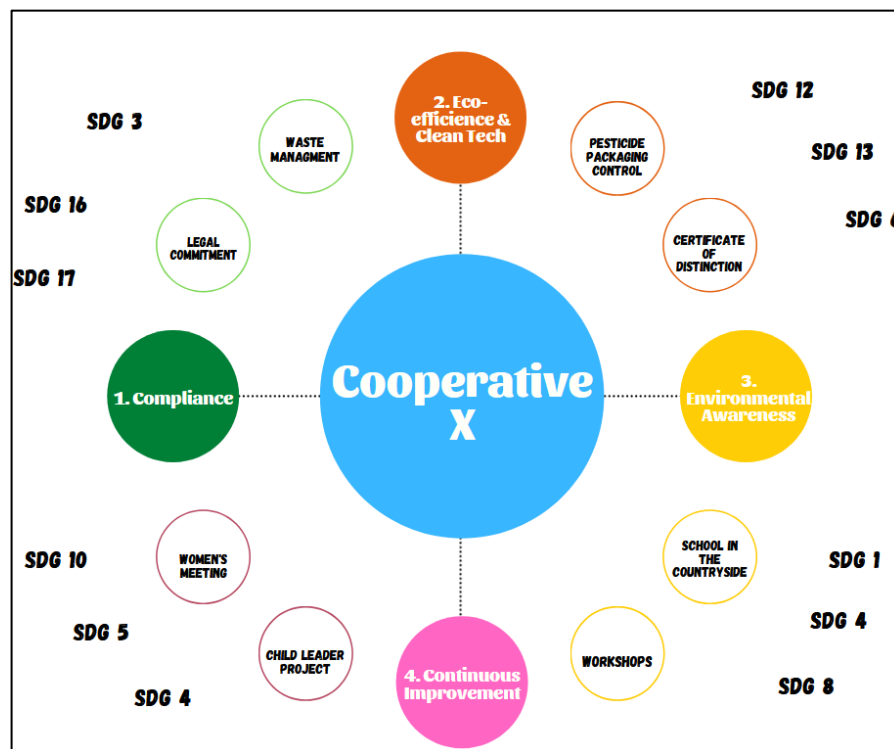 2. Eco-
efficience &
Clean Tech
SDG 12
SDG 3
WASTE
MANAGMENT
PESTICIDE
PACKAGING
CONTROL
SDG 13
SDG 16
SDG
LEGAL
COMMITMENT
CERTIFICATE
OF
DISTINCTION
SDG 17
1. Compliance
Cooperative
X
3.
Environmental
Awareness
SDG 10
WOMEN'S
MEETING
SCHOOL IN
THE
COUNTRYSIDE
SDG 1
SDG 5
SDG 4
CHILD LEADER
PROJECT
4. Continuous
Improvement
WORKSHOPS
SDG 4
SDG 8